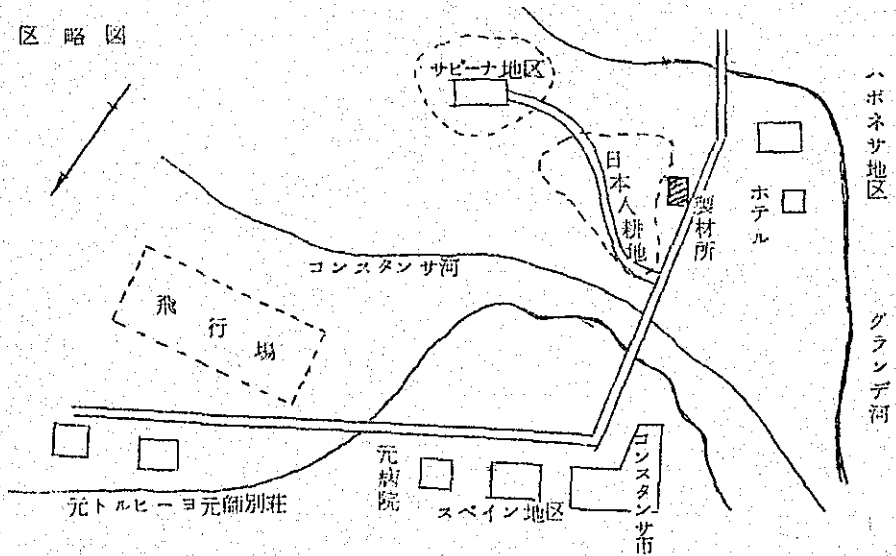 区略図
サビーナ地区
日本人耕地
製材所
ホテル
ハポネサ地区
コンスタンサ河
飛行場
グランデ河
元トルヒーヨ元師別荘
元病院
スペイン地区
コンスタンサ市